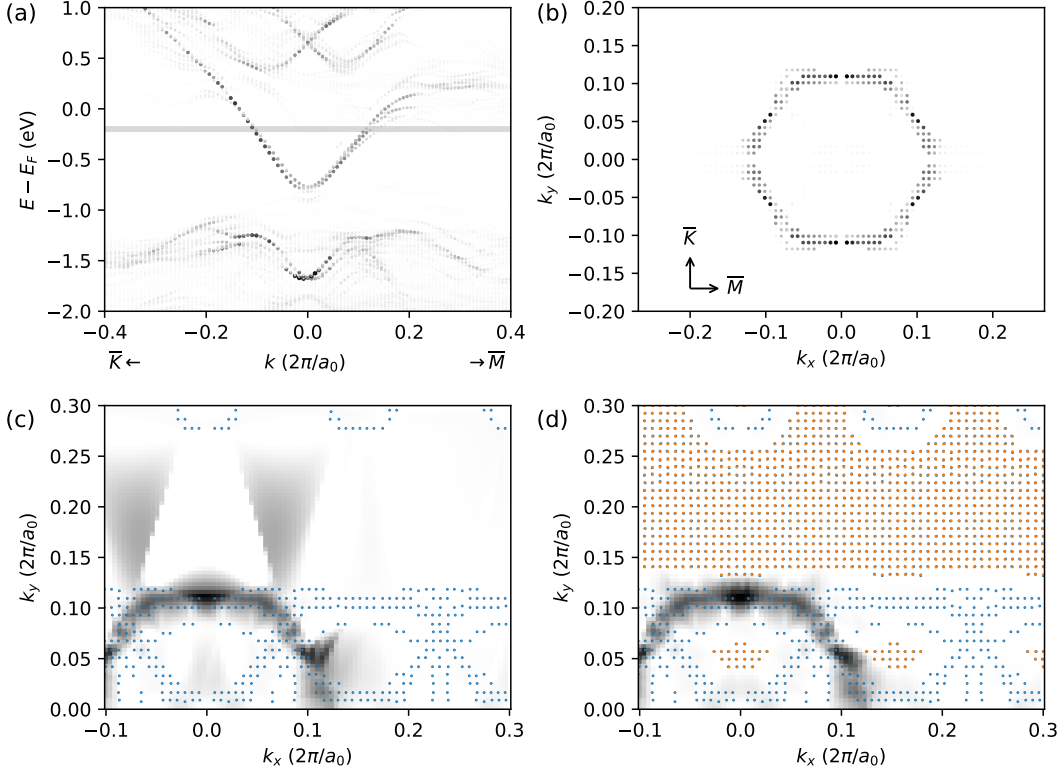 (a)
1.0
0.5
0.0
−0.5
−1.0
−1.5
−2.0
E − E_F (eV)
−0.4 −0.2 0.0 0.2 0.4
K̅ ← k (2π/a₀) → M̅
(b)
0.20
0.15
0.10
0.05
0.00
−0.05
−0.10
−0.15
−0.20
k_y (2π/a₀)
K̅
M̅
−0.2 −0.1 0.0 0.1 0.2
k_x (2π/a₀)
(c)
0.30
0.25
0.20
0.15
0.10
0.05
0.00
k_y (2π/a₀)
−0.1 0.0 0.1 0.2 0.3
k_x (2π/a₀)
(d)
0.30
0.25
0.20
0.15
0.10
0.05
0.00
k_y (2π/a₀)
−0.1 0.0 0.1 0.2 0.3
k_x (2π/a₀)